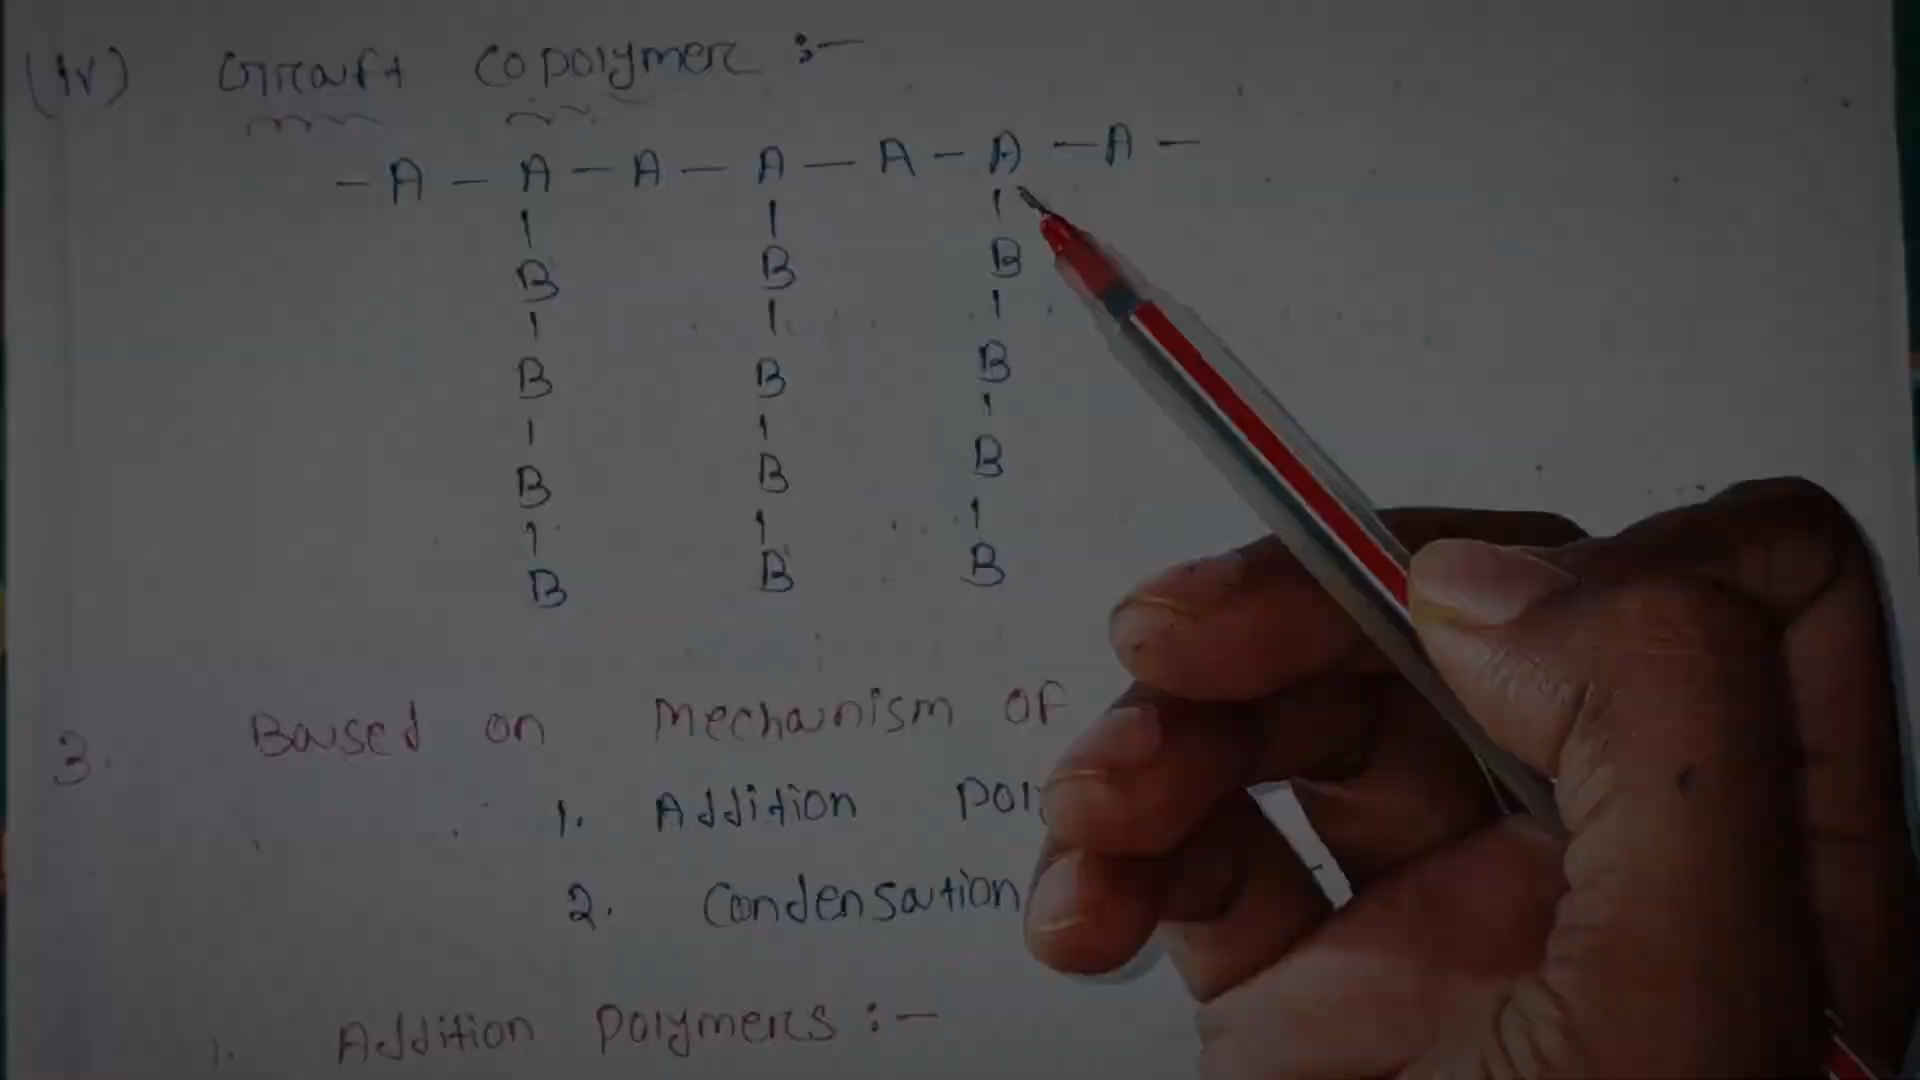 (iv) Graft Copolymer :-
- A - A - A - A - A - A - A -
| | |
B B B
| | |
B B B
| | |
B B B
| | |
B B B
3. Based on Mechanism of
1. Addition
2. Condensation
1. Addition Polymers :-